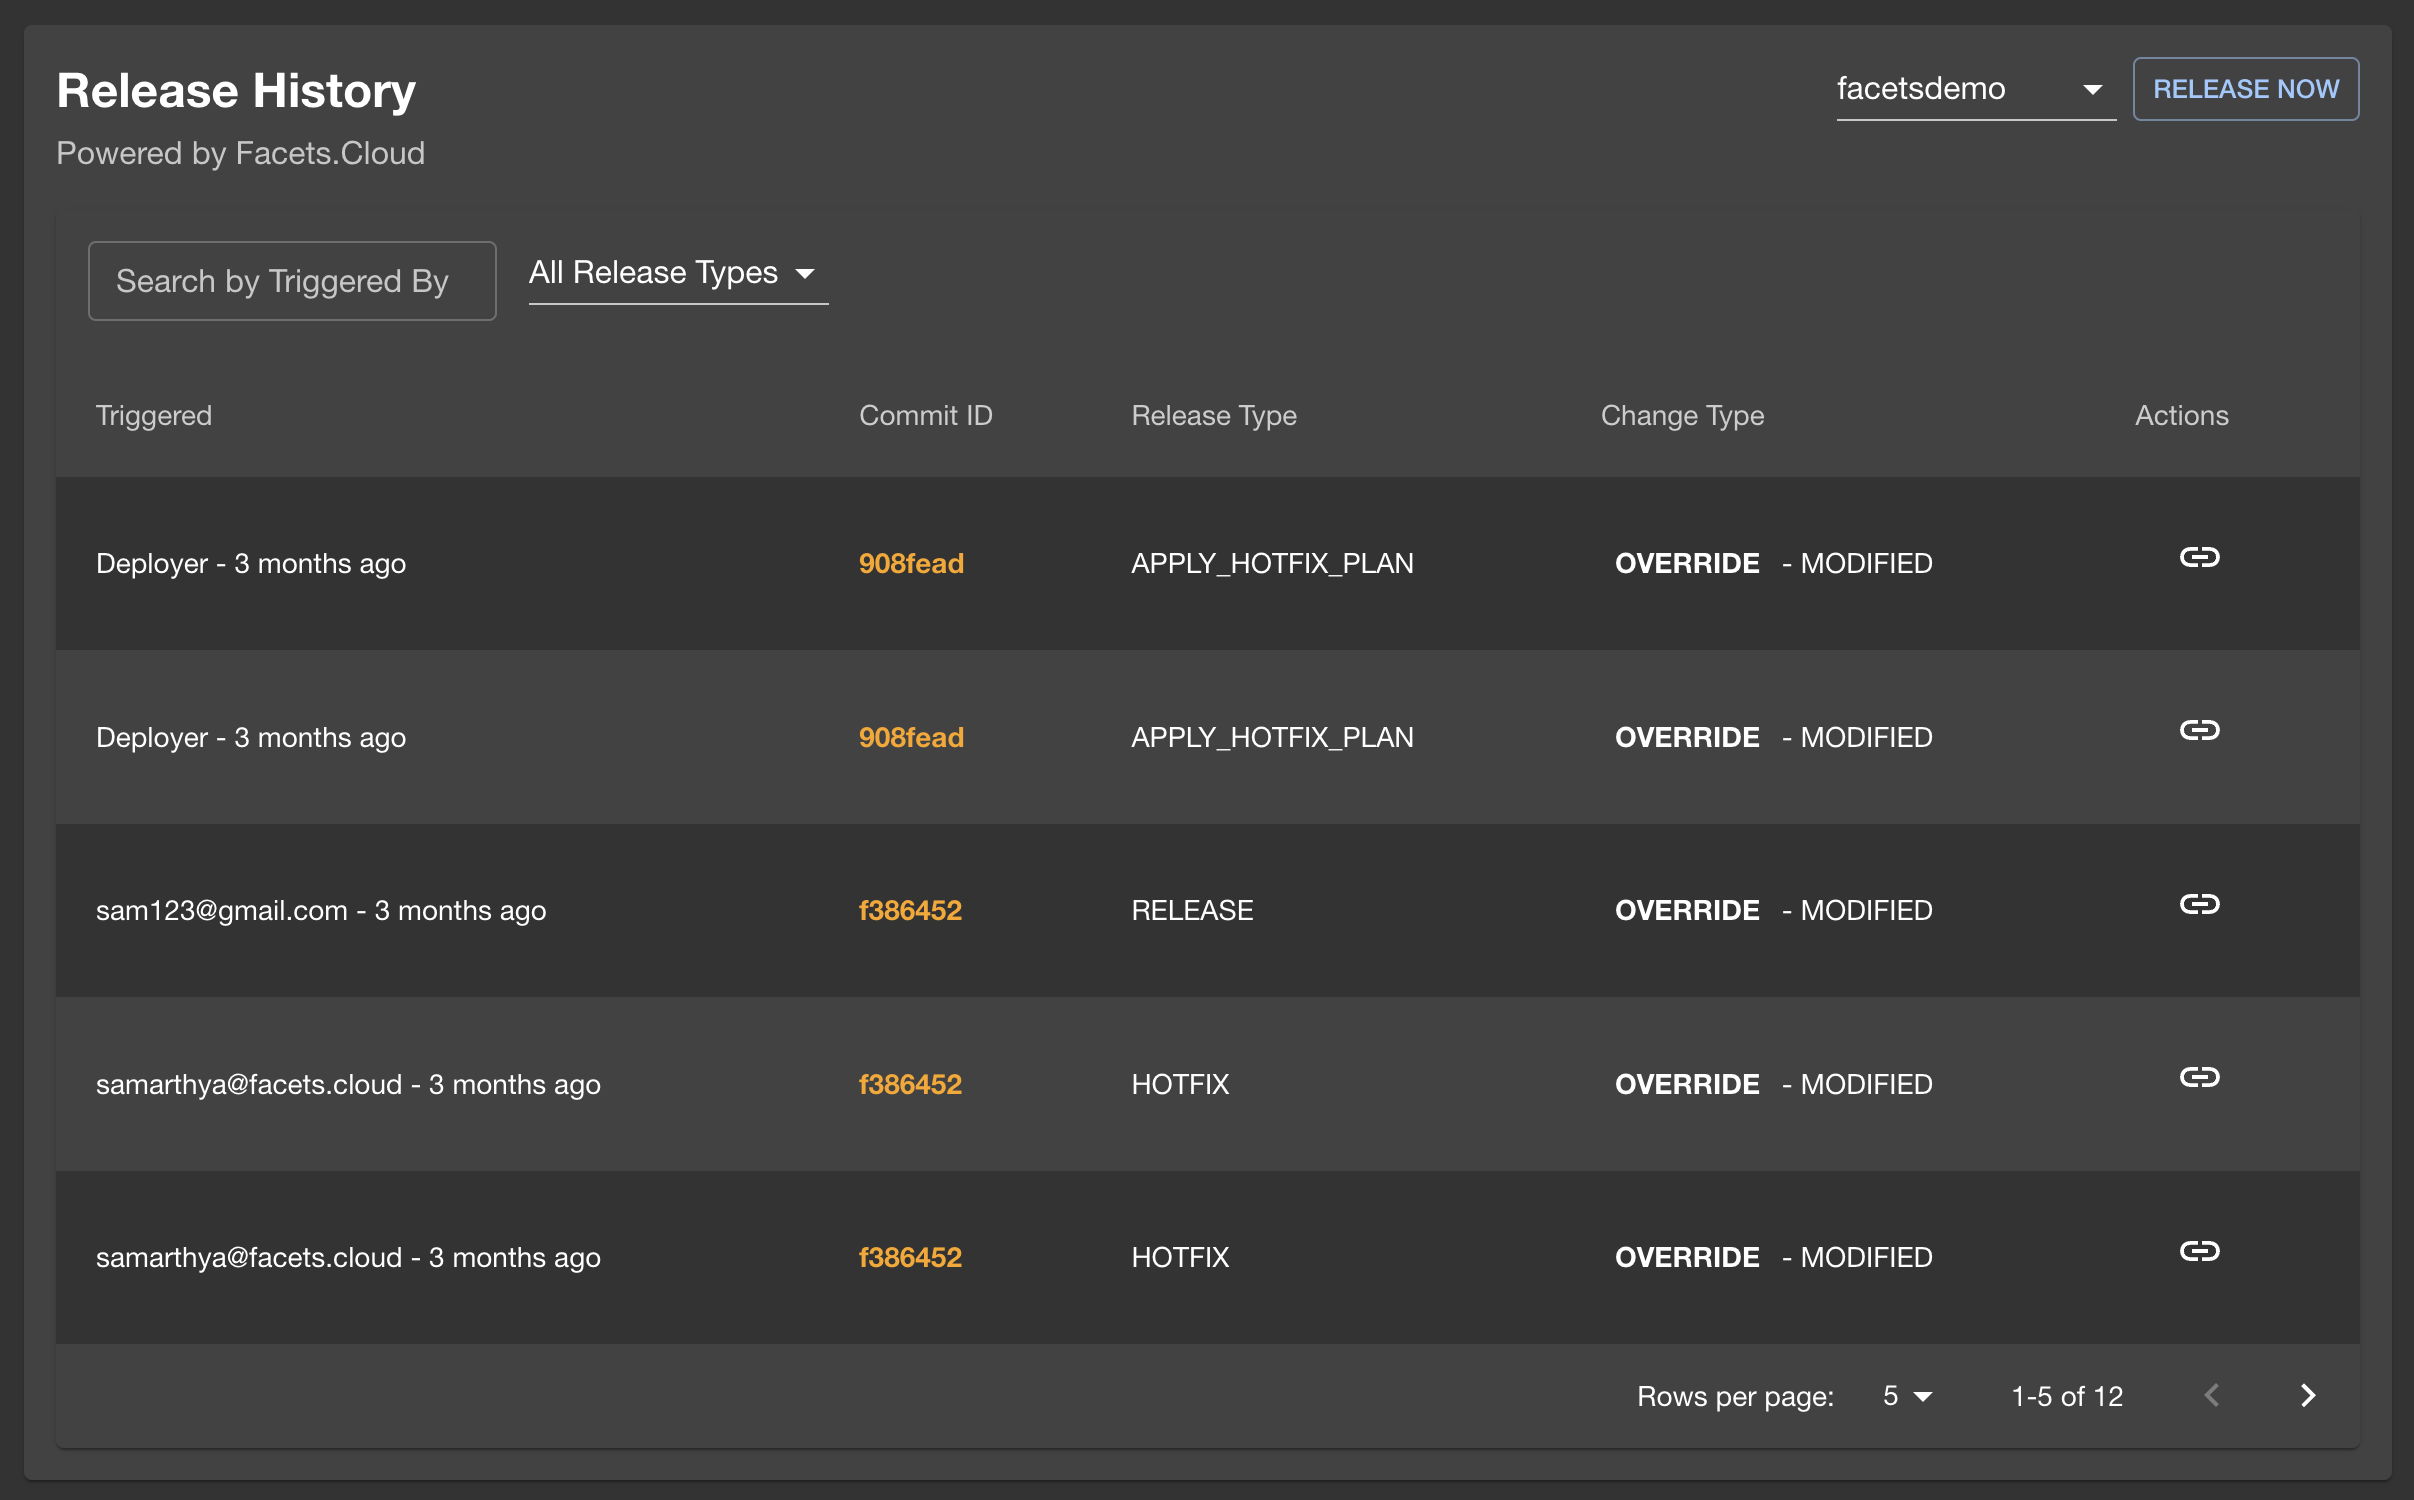 Release History
Powered by Facets.Cloud
facetsdemo
RELEASE NOW
Search by Triggered By
All Release Types
Triggered Commit ID Release Type Change Type Actions
Deployer - 3 months ago 908fead APPLY_HOTFIX_PLAN OVERRIDE - MODIFIED
Deployer - 3 months ago 908fead APPLY_HOTFIX_PLAN OVERRIDE - MODIFIED
sam123@gmail.com - 3 months ago f386452 RELEASE OVERRIDE - MODIFIED
samarthya@facets.cloud - 3 months ago f386452 HOTFIX OVERRIDE - MODIFIED
samarthya@facets.cloud - 3 months ago f386452 HOTFIX OVERRIDE - MODIFIED
Rows per page: 5 1-5 of 12